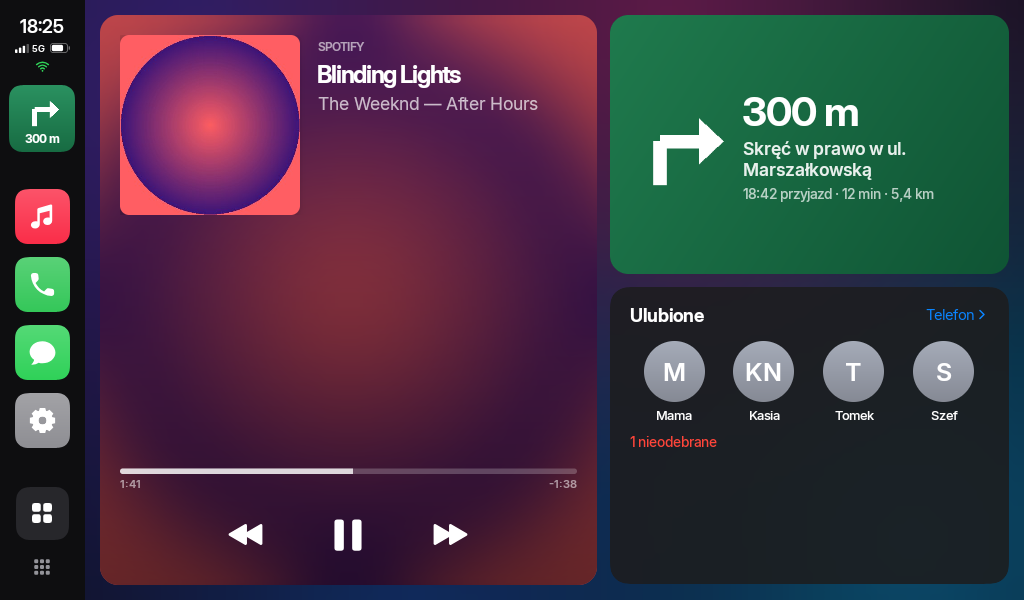 18:25
5G
300 m
SPOTIFY
Blinding Lights
The Weeknd — After Hours
1:41
-1:38
300 m
Skręć w prawo w ul.
Marszałkowską
18:42 przyjazd · 12 min · 5,4 km
Ulubione
Telefon
M
KN
T
S
Mama
Kasia
Tomek
Szef
1 nieodebrane